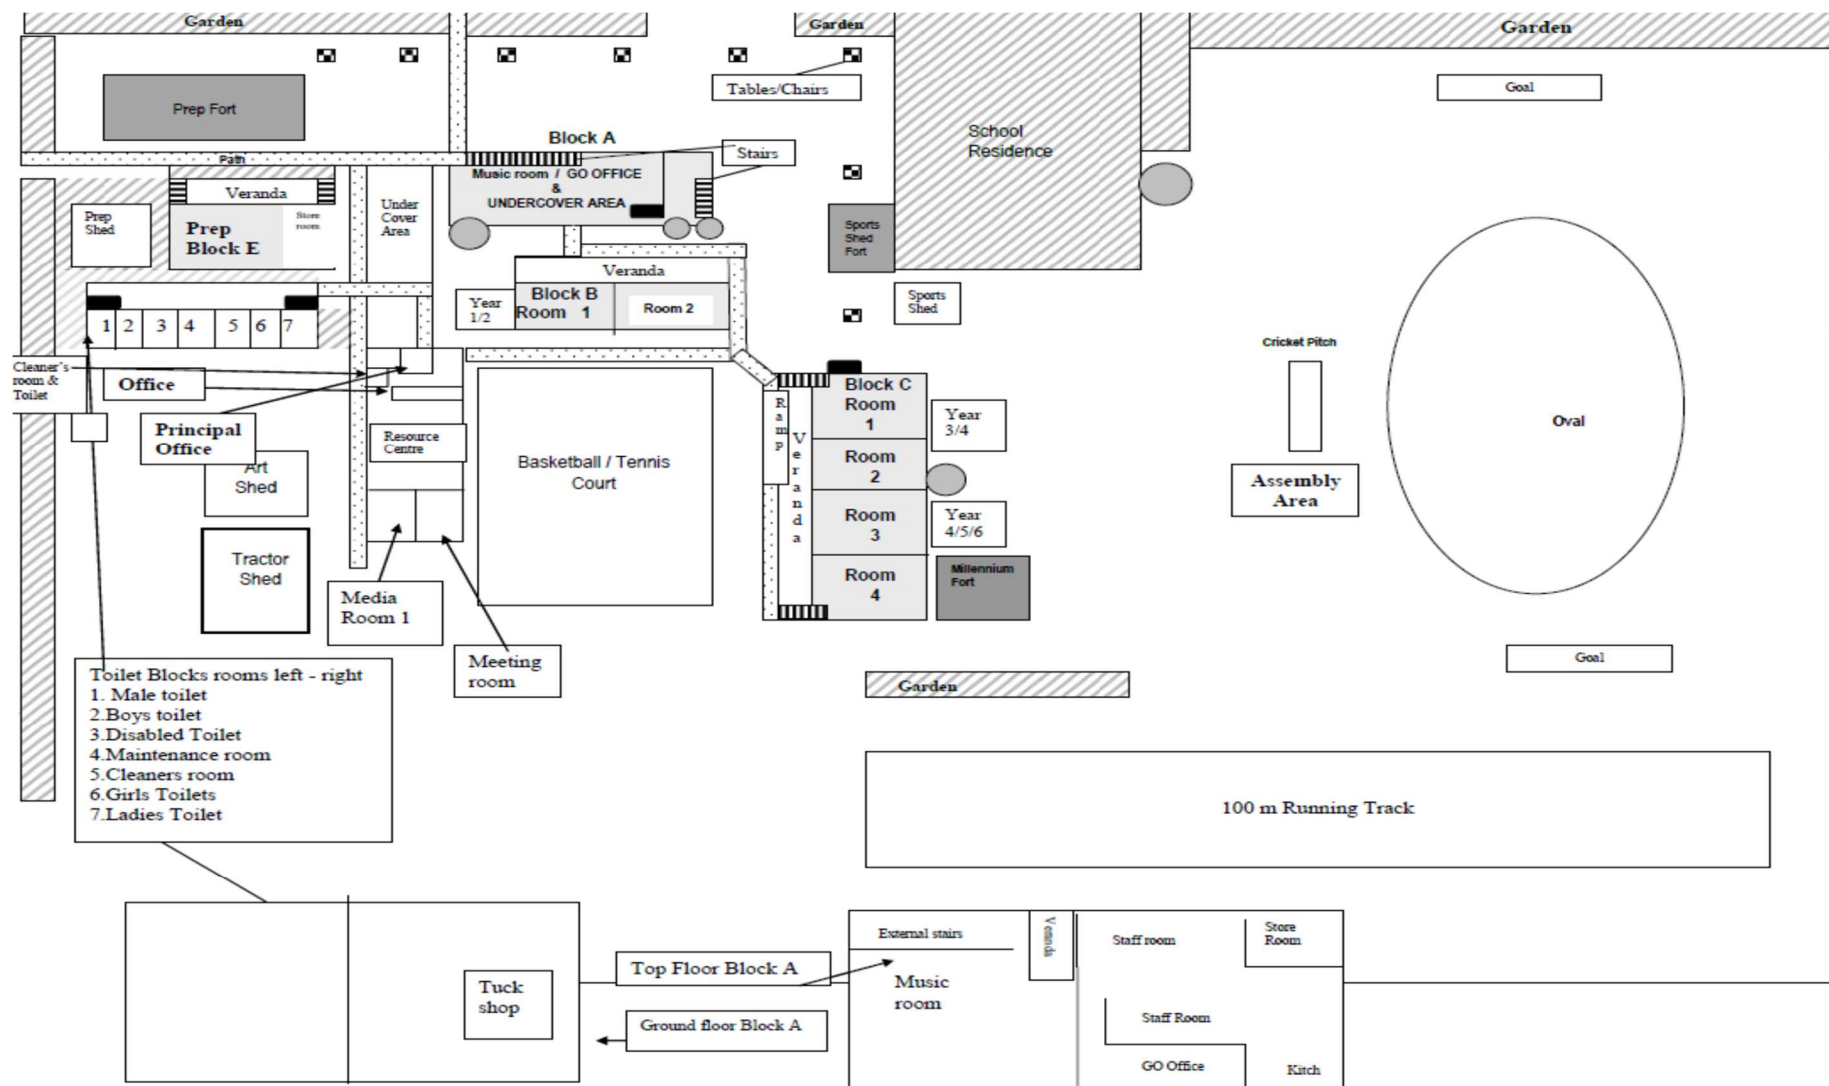 Garden
Garden
Garden
Tables/Chairs
Goal
Prep Fort
School
Residence
Block A
Stairs
Path
Music room / GO OFFICE
&
UNDERCOVER AREA
Veranda
Under
Cover
Area
Prep
Shed
Store
room
Prep
Block E
Sports
Shed
Fort
Veranda
Year
1/2
Block B
Room 1
Room 2
Sports
Shed
1 2 3 4 5 6 7
Cricket Pitch
Cleaner's
room &
Toilet
Office
Principal
Office
Resource
Centre
Art
Shed
Basketball / Tennis
Court
Ramp
Veranda
Block C
Room
1
Year
3/4
Room
2
Room
3
Year
4/5/6
Room
4
Millennium
Fort
Oval
Assembly
Area
Tractor
Shed
Media
Room 1
Meeting
room
Goal
Garden
Toilet Blocks rooms left - right
1. Male toilet
2.Boys toilet
3.Disabled Toilet
4.Maintenance room
5.Cleaners room
6.Girls Toilets
7.Ladies Toilet
100 m Running Track
Tuck
shop
Top Floor Block A
Ground floor Block A
External stairs
Music
room
Veranda
Staff room
Store
Room
Staff Room
GO Office
Kitch